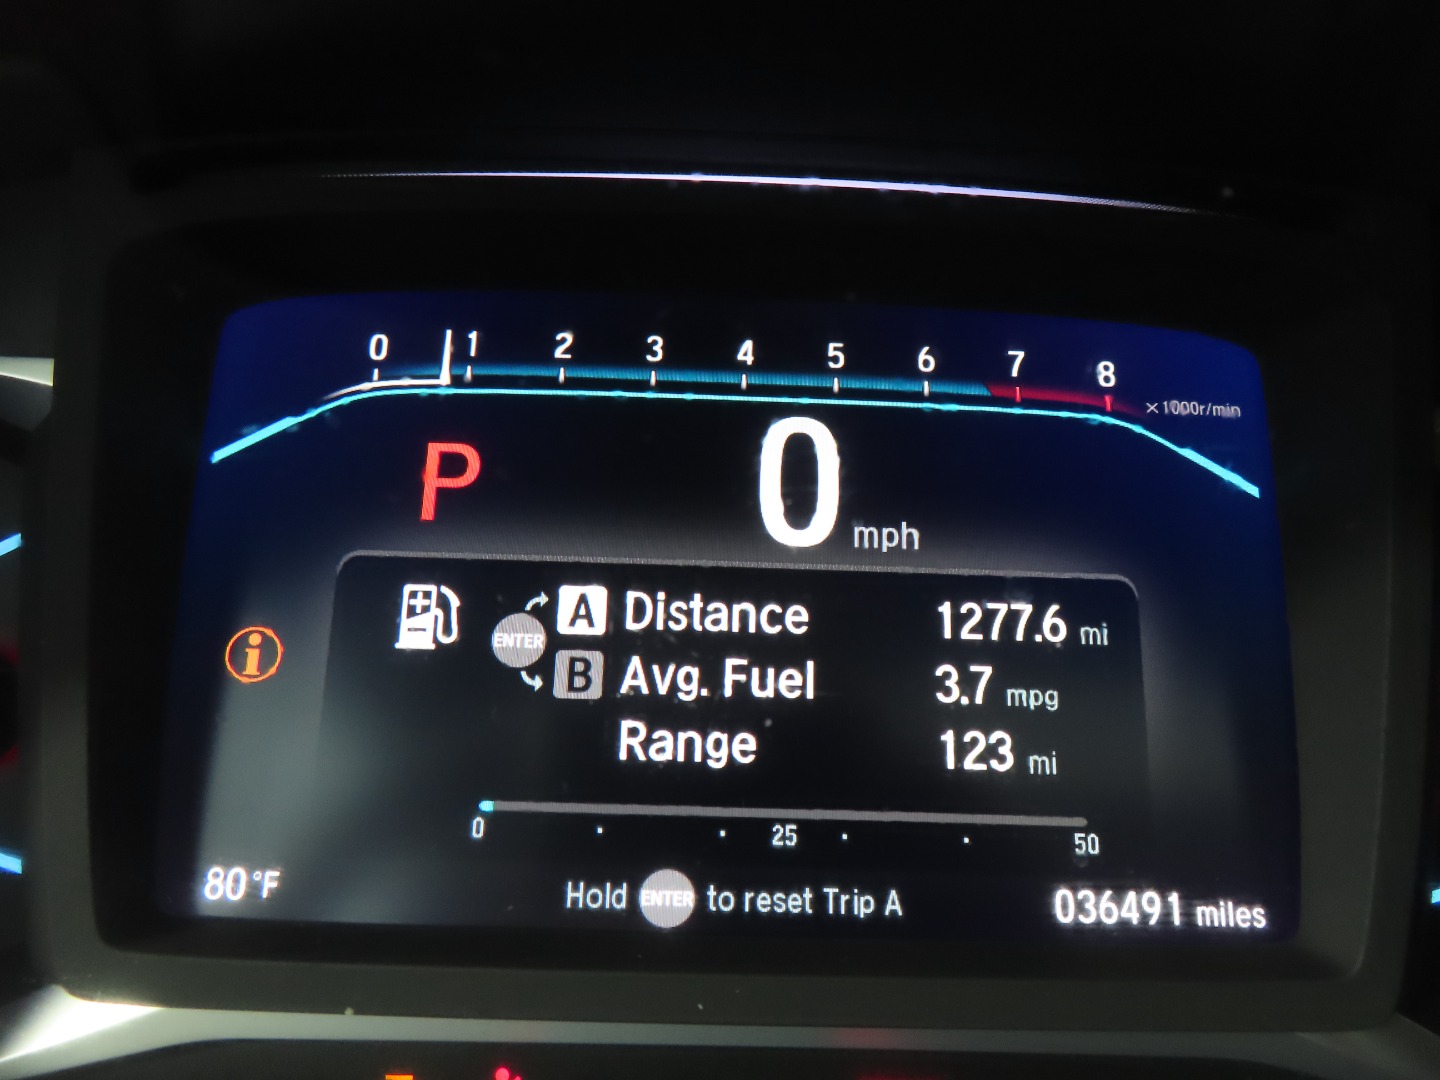 0 1 2 3 4 5 6 7 8
×1000r/min
P 0 mph
ENTER A Distance 1277.6 mi
B Avg. Fuel 3.7 mpg
Range 123 mi
0 25 50
80°F Hold ENTER to reset Trip A 036491 miles